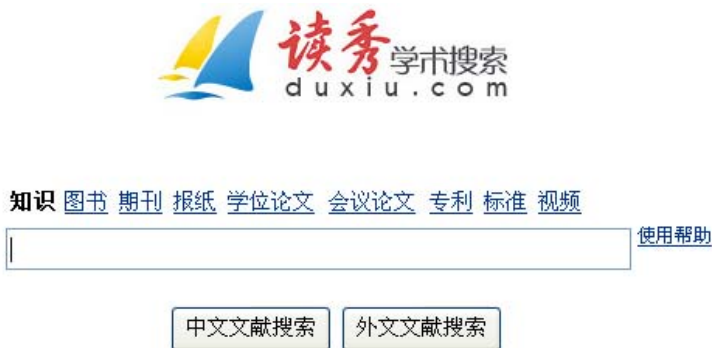 读秀学术搜索
duxiu.com
知识 图书 期刊 报纸 学位论文 会议论文 专利 标准 视频
使用帮助
中文文献搜索 外文文献搜索